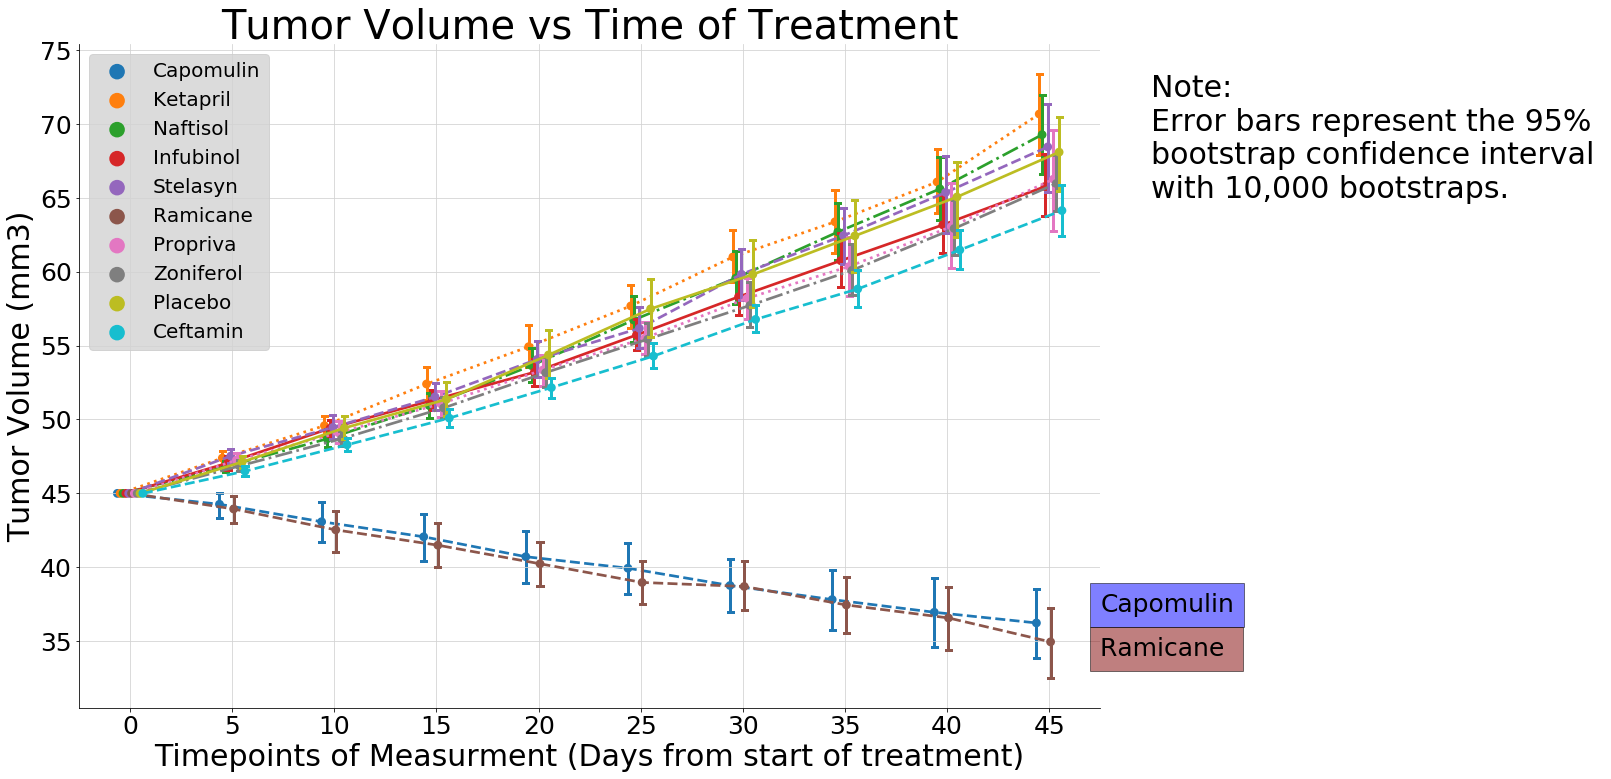 Tumor Volume vs Time of Treatment
Tumor Volume (mm3)
75
70
65
60
55
50
45
40
35
Capomulin
Ketapril
Naftisol
Infubinol
Stelasyn
Ramicane
Propriva
Zoniferol
Placebo
Ceftamin
Note:
Error bars represent the 95%
bootstrap confidence interval
with 10,000 bootstraps.
Capomulin
Ramicane
0 5 10 15 20 25 30 35 40 45
Timepoints of Measurment (Days from start of treatment)